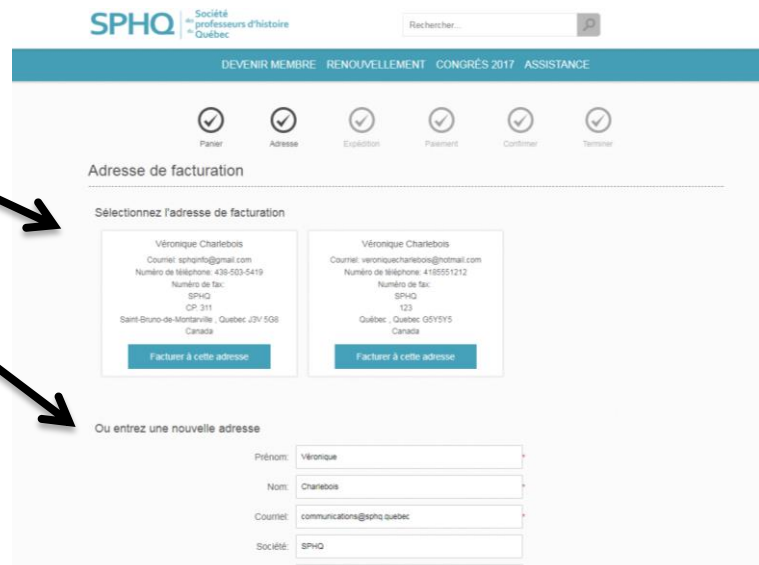 SPHQ
Société
des professeurs d'histoire
du Québec
Rechercher...
DEVENIR MEMBRE RENOUVELLEMENT CONGRÈS 2017 ASSISTANCE
Panier Adresse Expédition Paiement Confirmer Terminer
Adresse de facturation
Sélectionnez l'adresse de facturation
Véronique Charlebois
Courriel: sphqinfo@gmail.com
Numéro de téléphone: 438-503-5419
Numéro de fax:
SPHQ
CP. 311
Saint-Bruno-de-Montarville , Quebec J3V 5G8
Canada
Facturer à cette adresse
Véronique Charlebois
Courriel: veroniquecharlebois@hotmail.com
Numéro de téléphone: 4185551212
Numéro de fax:
SPHQ
123
Québec , Quebec G5Y5Y5
Canada
Facturer à cette adresse
Ou entrez une nouvelle adresse
Prénom: Véronique *
Nom: Charlebois *
Courriel: communications@sphq.quebec *
Société: SPHQ